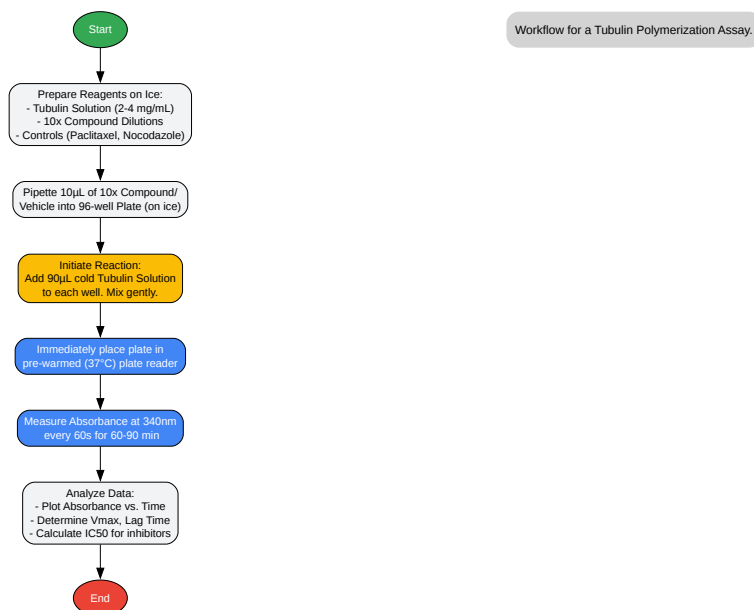 Start
Workflow for a Tubulin Polymerization Assay.
Prepare Reagents on Ice:
- Tubulin Solution (2-4 mg/mL)
- 10x Compound Dilutions
- Controls (Paclitaxel, Nocodazole)
Pipette 10µL of 10x Compound/
Vehicle into 96-well Plate (on ice)
Initiate Reaction:
Add 90µL cold Tubulin Solution
to each well. Mix gently.
Immediately place plate in
pre-warmed (37°C) plate reader
Measure Absorbance at 340nm
every 60s for 60-90 min
Analyze Data:
- Plot Absorbance vs. Time
- Determine Vmax, Lag Time
- Calculate IC50 for inhibitors
End